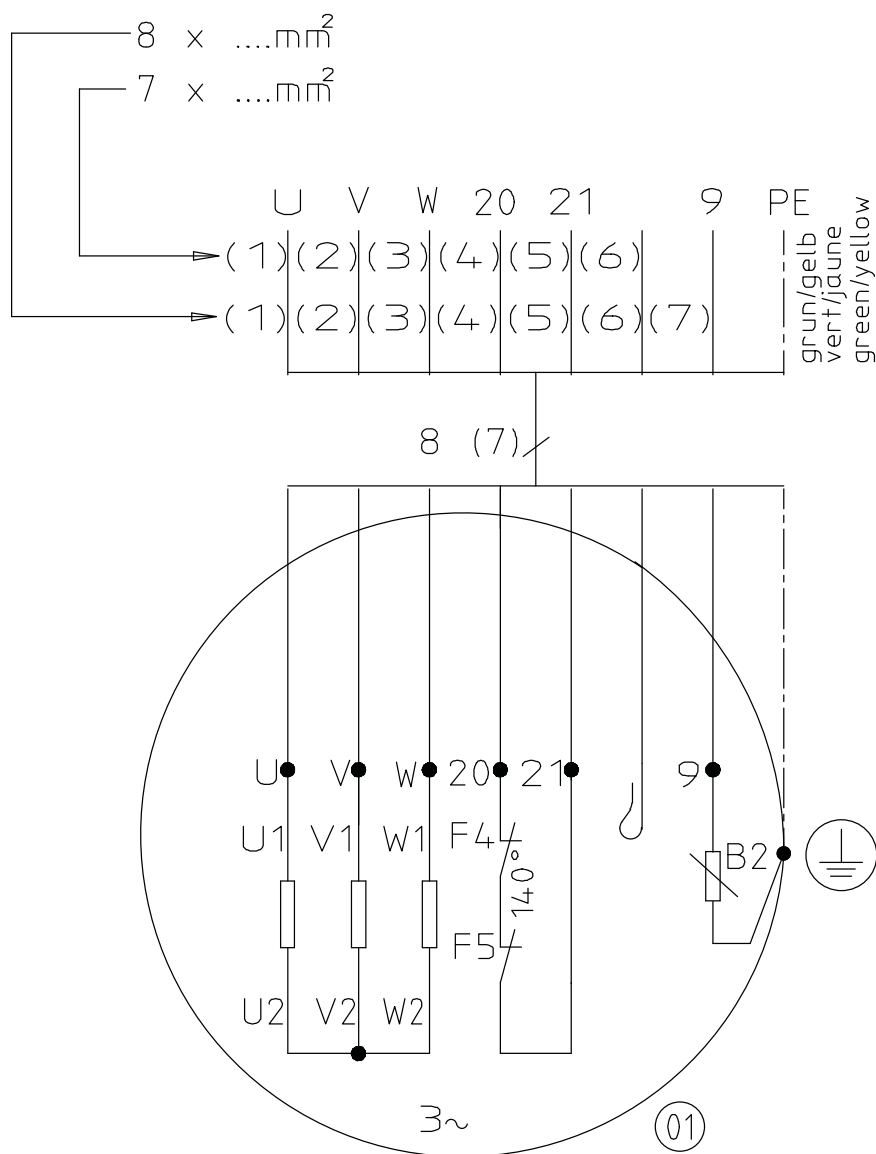 8 x ....mm²
7 x ....mm²
U V W 20 21 9 PE
(1)(2)(3)(4)(5)(6)
(1)(2)(3)(4)(5)(6)(7)
grun/gelb
vert/jaune
green/yellow
8 (7)
U V W 20 21 9
U1 V1 W1 F4 B2
140°
F5
U2 V2 W2
3~
01